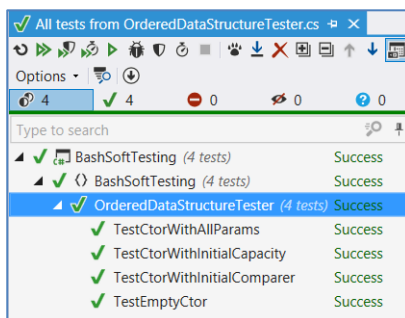 All tests from OrderedDataStructureTester.cs
Options
4 4 0 0 0
Type to search
BashSoftTesting (4 tests) Success
BashSoftTesting (4 tests) Success
OrderedDataStructureTester (4 tests) Success
TestCtorWithAllParams Success
TestCtorWithInitialCapacity Success
TestCtorWithInitialComparer Success
TestEmptyCtor Success